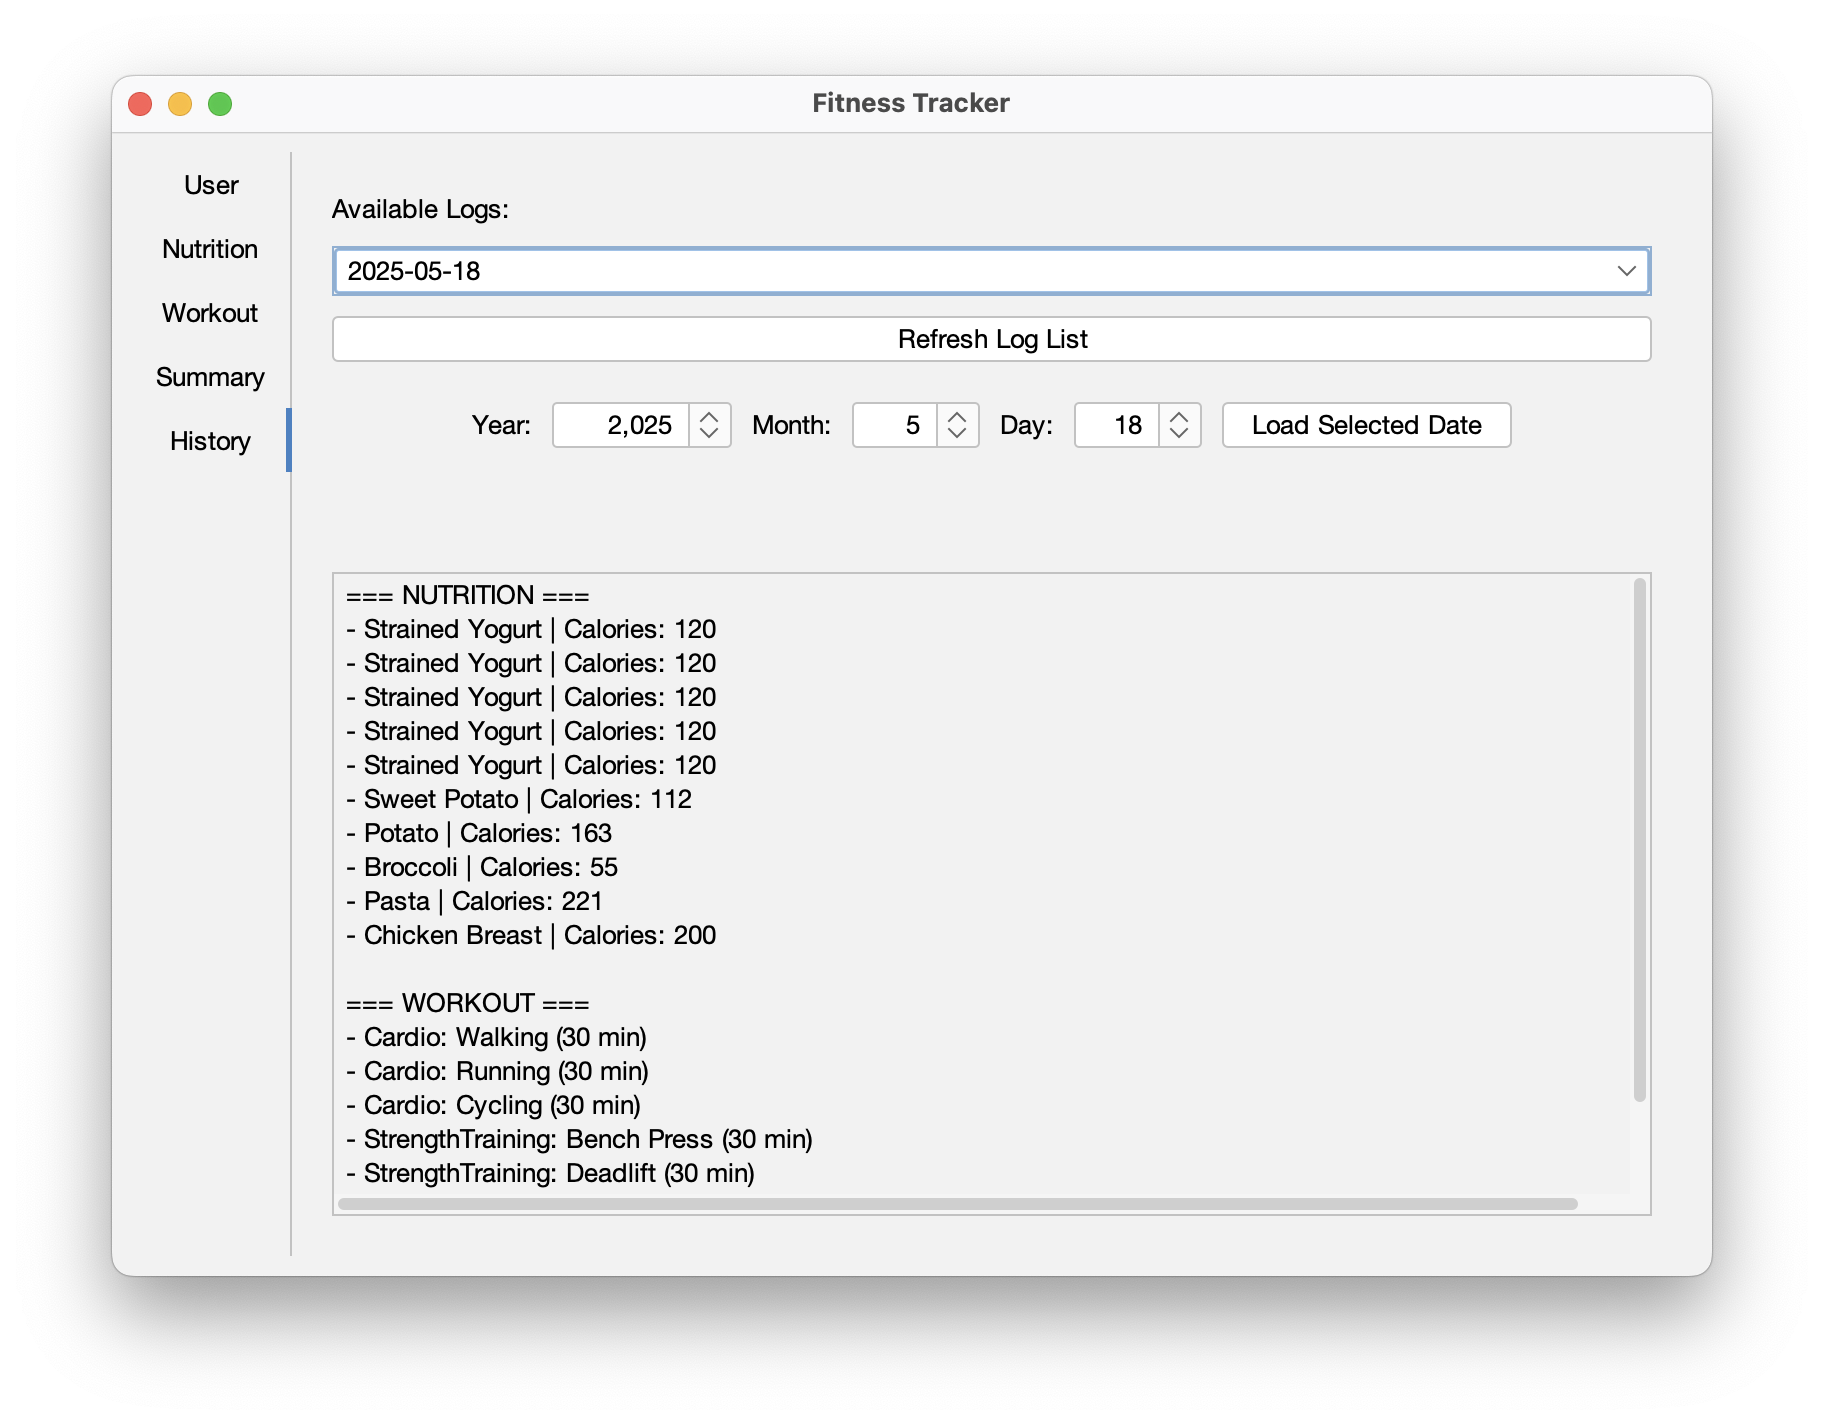 Fitness Tracker
User
Nutrition
Workout
Summary
History
Available Logs:
2025-05-18
Refresh Log List
Year: 2,025 Month: 5 Day: 18 Load Selected Date
=== NUTRITION ===
- Strained Yogurt | Calories: 120
- Strained Yogurt | Calories: 120
- Strained Yogurt | Calories: 120
- Strained Yogurt | Calories: 120
- Strained Yogurt | Calories: 120
- Sweet Potato | Calories: 112
- Potato | Calories: 163
- Broccoli | Calories: 55
- Pasta | Calories: 221
- Chicken Breast | Calories: 200
=== WORKOUT ===
- Cardio: Walking (30 min)
- Cardio: Running (30 min)
- Cardio: Cycling (30 min)
- StrengthTraining: Bench Press (30 min)
- StrengthTraining: Deadlift (30 min)